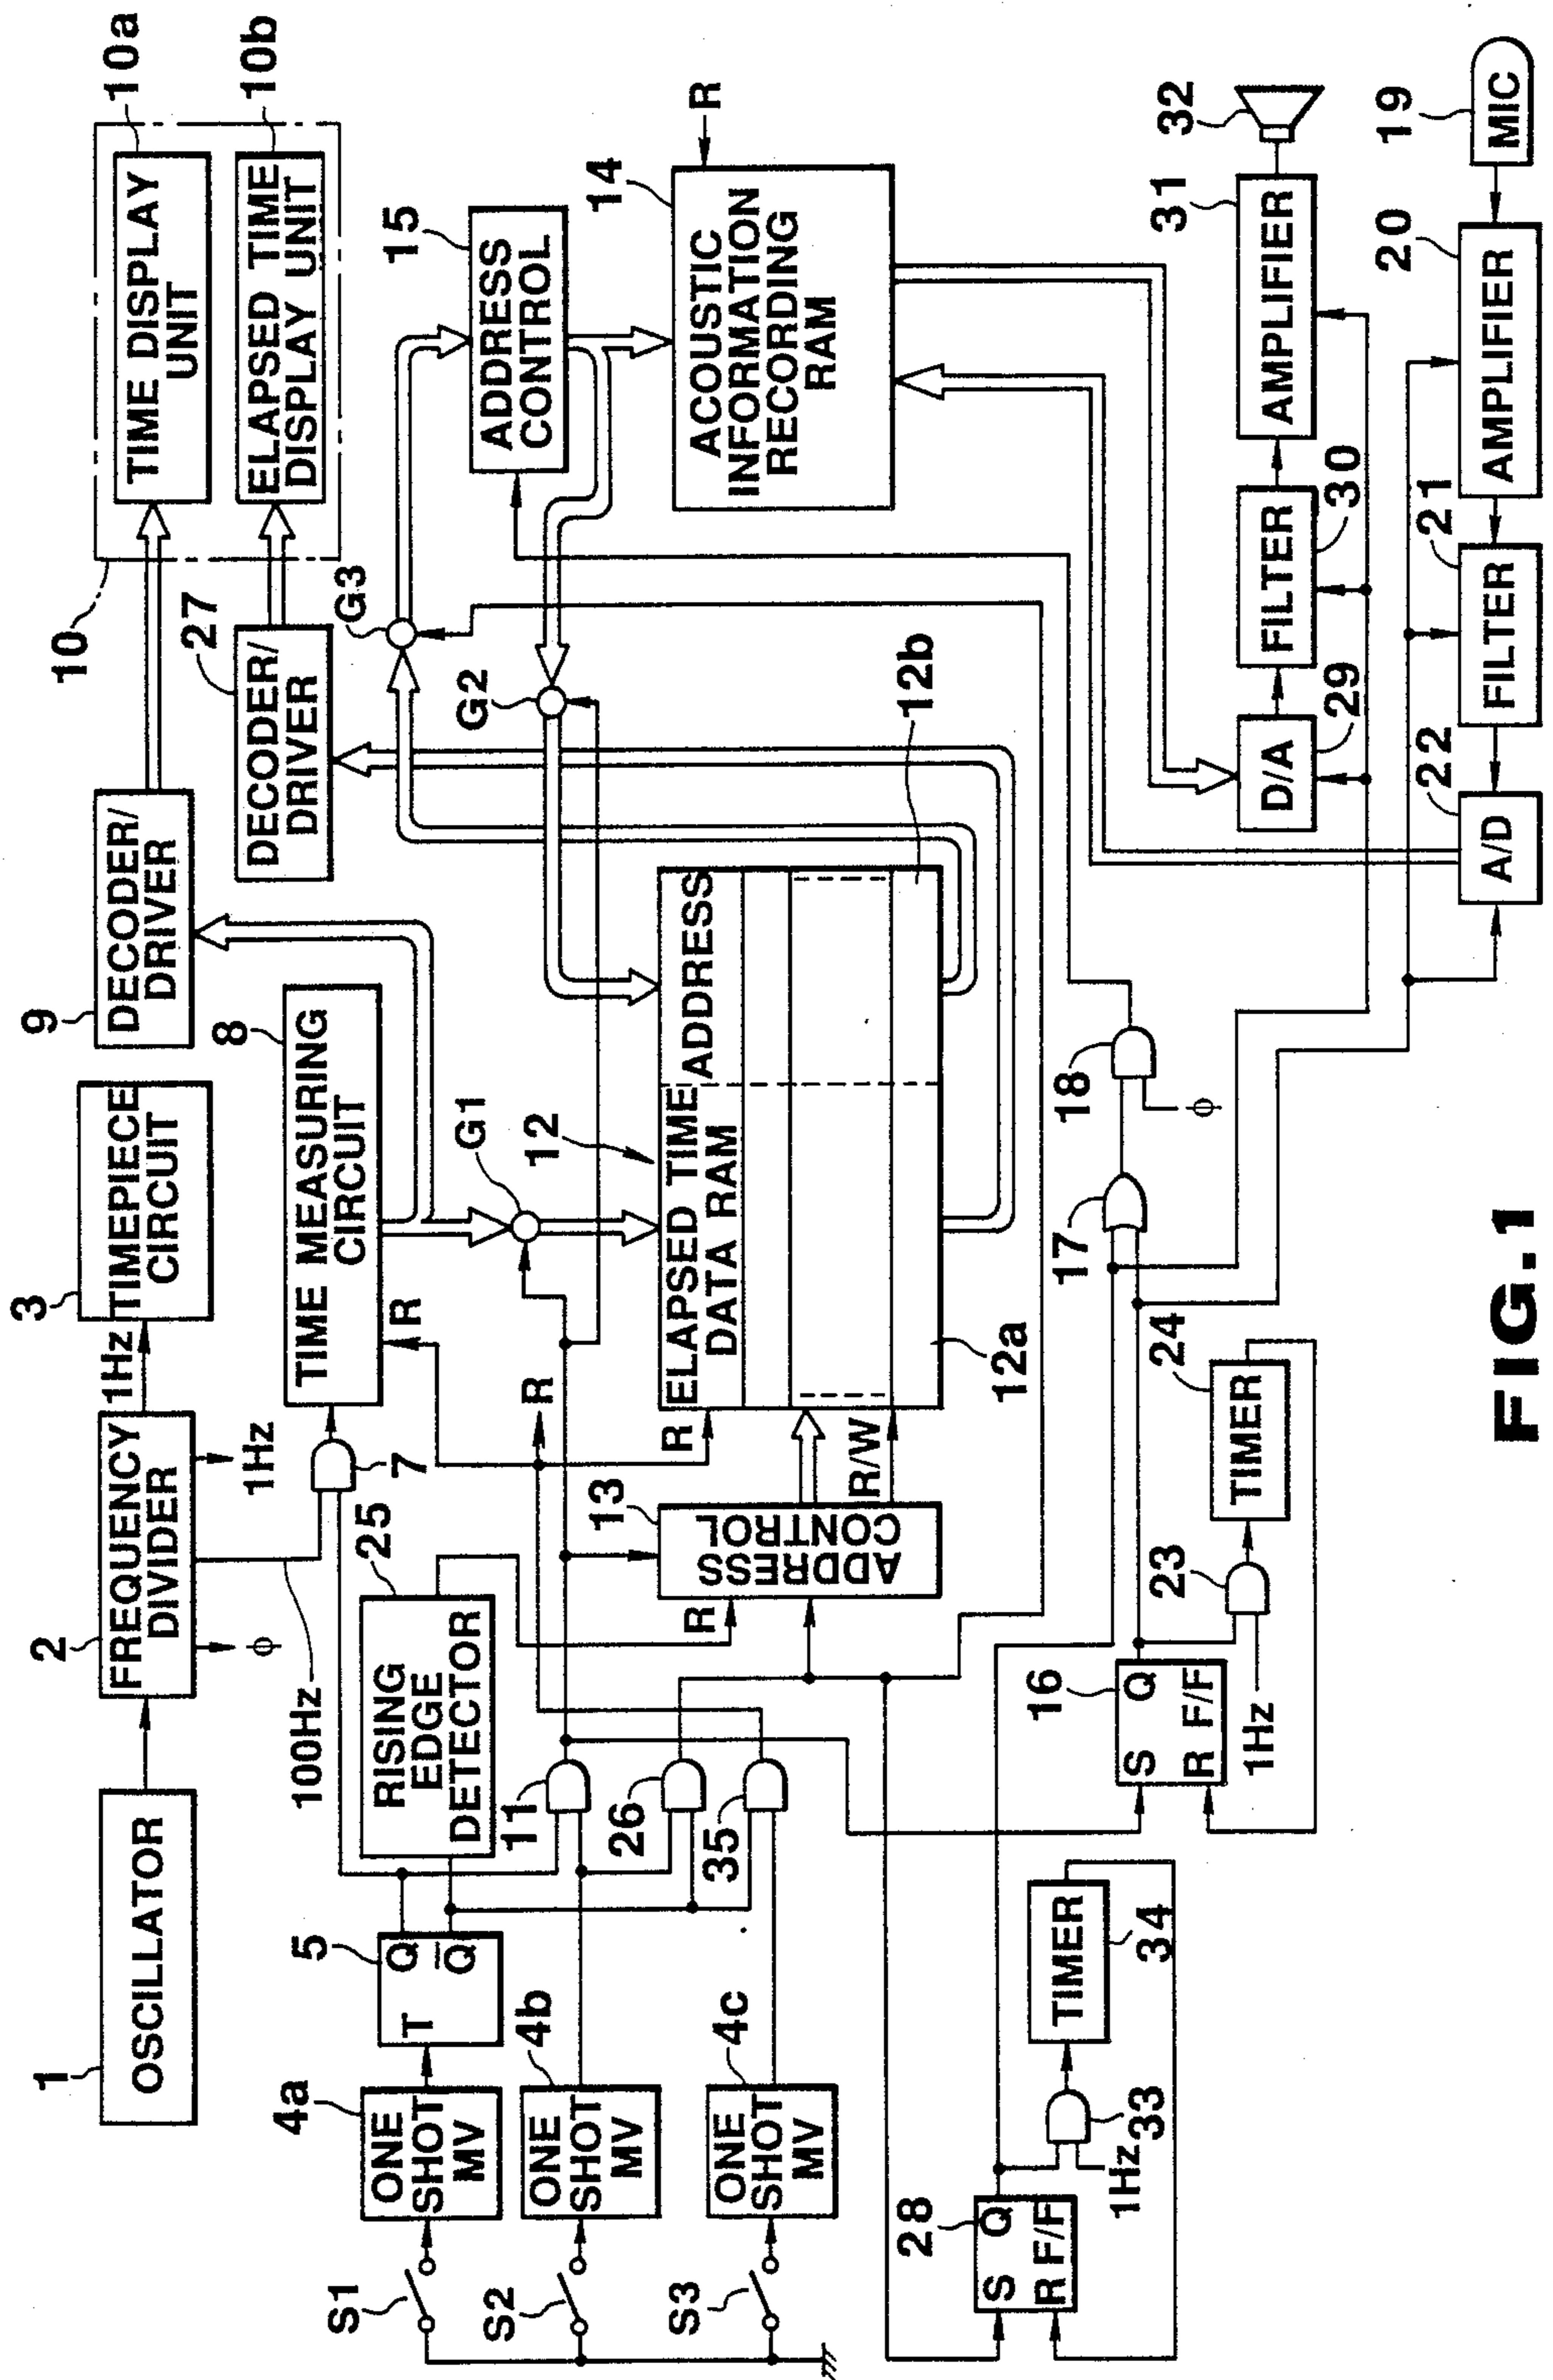 1
OSCILLATOR
2
FREQUENCY
DIVIDER
1Hz
3
TIMEPIECE
CIRCUIT
9
DECODER/
DRIVER
10
TIME DISPLAY
UNIT
10a
ELAPSED TIME
DISPLAY UNIT
10b
φ
100Hz
1Hz
7
8
TIME MEASURING
CIRCUIT
R
27
DECODER/
DRIVER
G3
15
ADDRESS
CONTROL
S1
4a
ONE
SHOT
MV
5
T
Q
Q̅
25
RISING
EDGE
DETECTOR
G1
G2
R
S2
4b
ONE
SHOT
MV
11
26
35
13
ADDRESS
CONTROL
R
R
R/W
12
ELAPSED TIME
DATA RAM
ADDRESS
12a
12b
14
ACOUSTIC
INFORMATION
RECORDING
RAM
R
S3
4c
ONE
SHOT
MV
28
S
Q
R F/F
1Hz
33
TIMER
34
16
S
Q
R F/F
1Hz
23
TIMER
24
17
18
φ
D/A
29
FILTER
30
AMPLIFIER
31
32
A/D
22
FILTER
21
AMPLIFIER
20
MIC
19
FIG.1